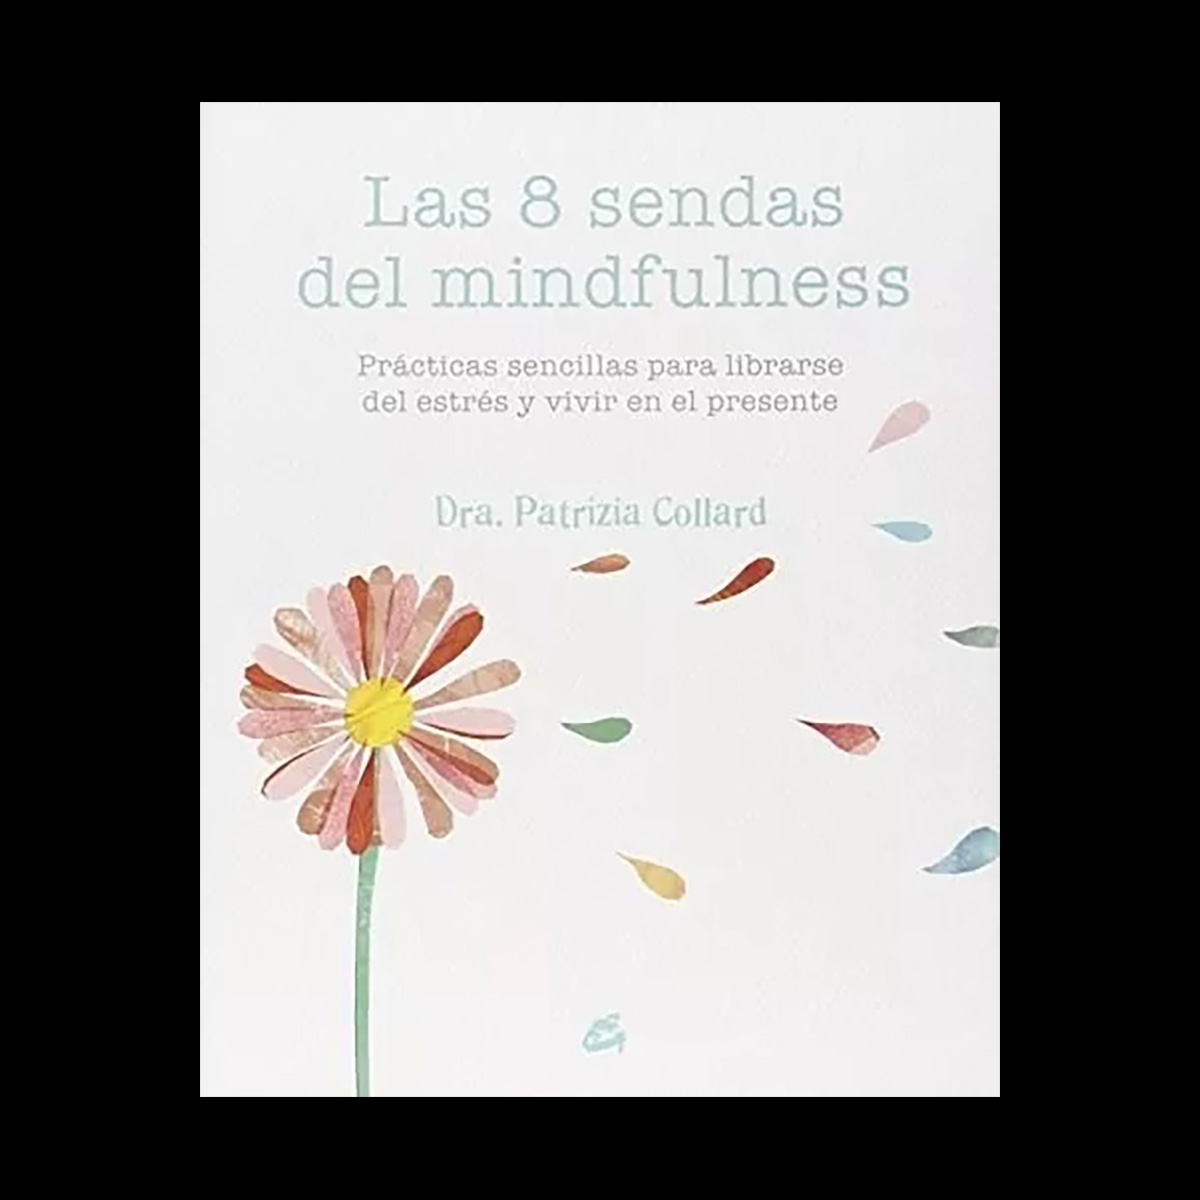 Las 8 sendas
del mindfulness
Prácticas sencillas para librarse
del estrés y vivir en el presente
Dra. Patrizia Collard